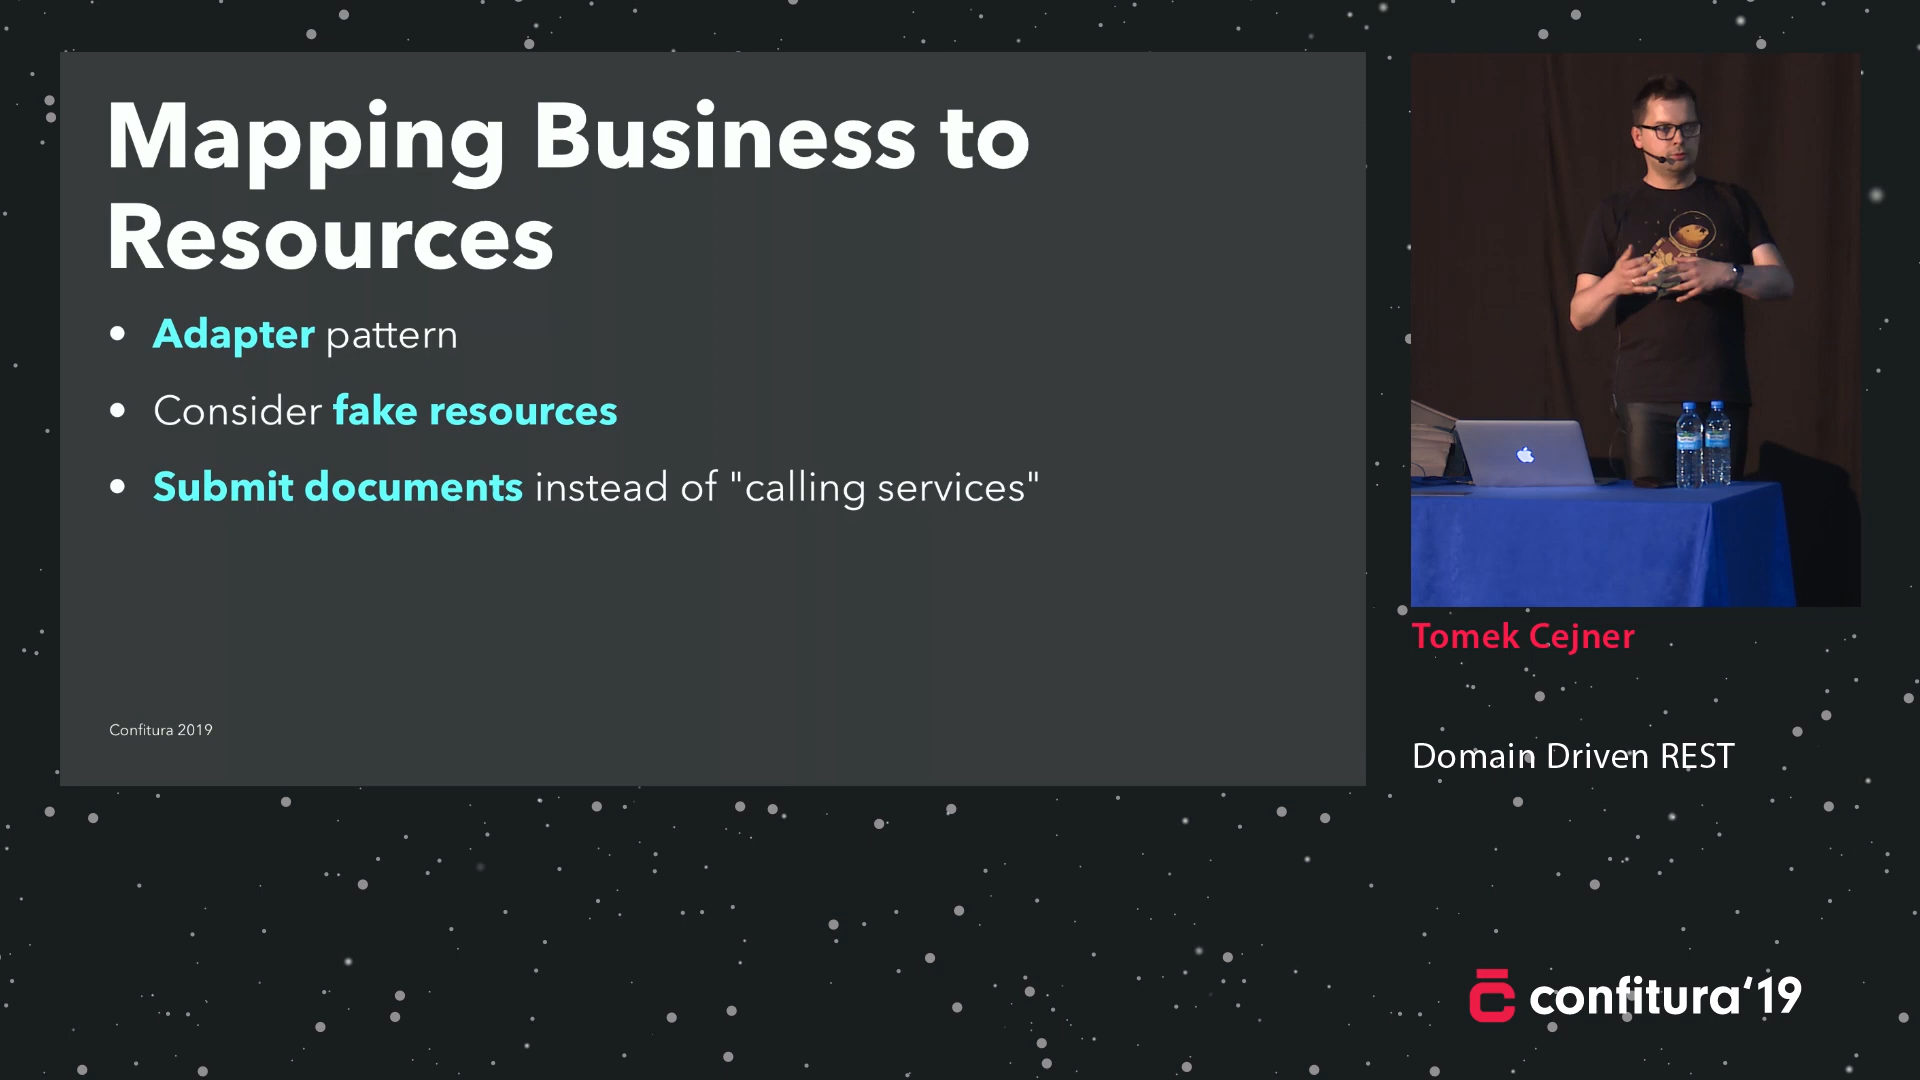 Mapping Business to
Resources
• Adapter pattern
• Consider fake resources
• Submit documents instead of "calling services"
Confitura 2019
Tomek Cejner
Domain Driven REST
confitura‘19